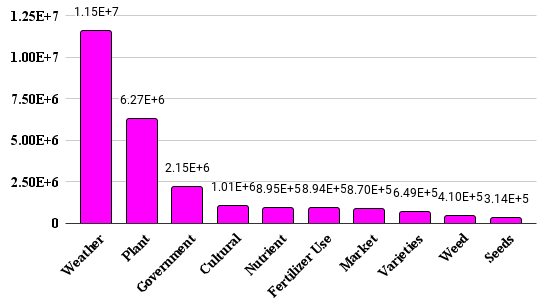 1.25E+7
1.00E+7
7.50E+6
5.00E+6
2.50E+6
0
1.15E+7
6.27E+6
2.15E+6
1.01E+6
8.95E+5
8.94E+5
8.70E+5
6.49E+5
4.10E+5
3.14E+5
Weather
Plant
Government
Cultural
Nutrient
Fertilizer Use
Market
Varieties
Weed
Seeds